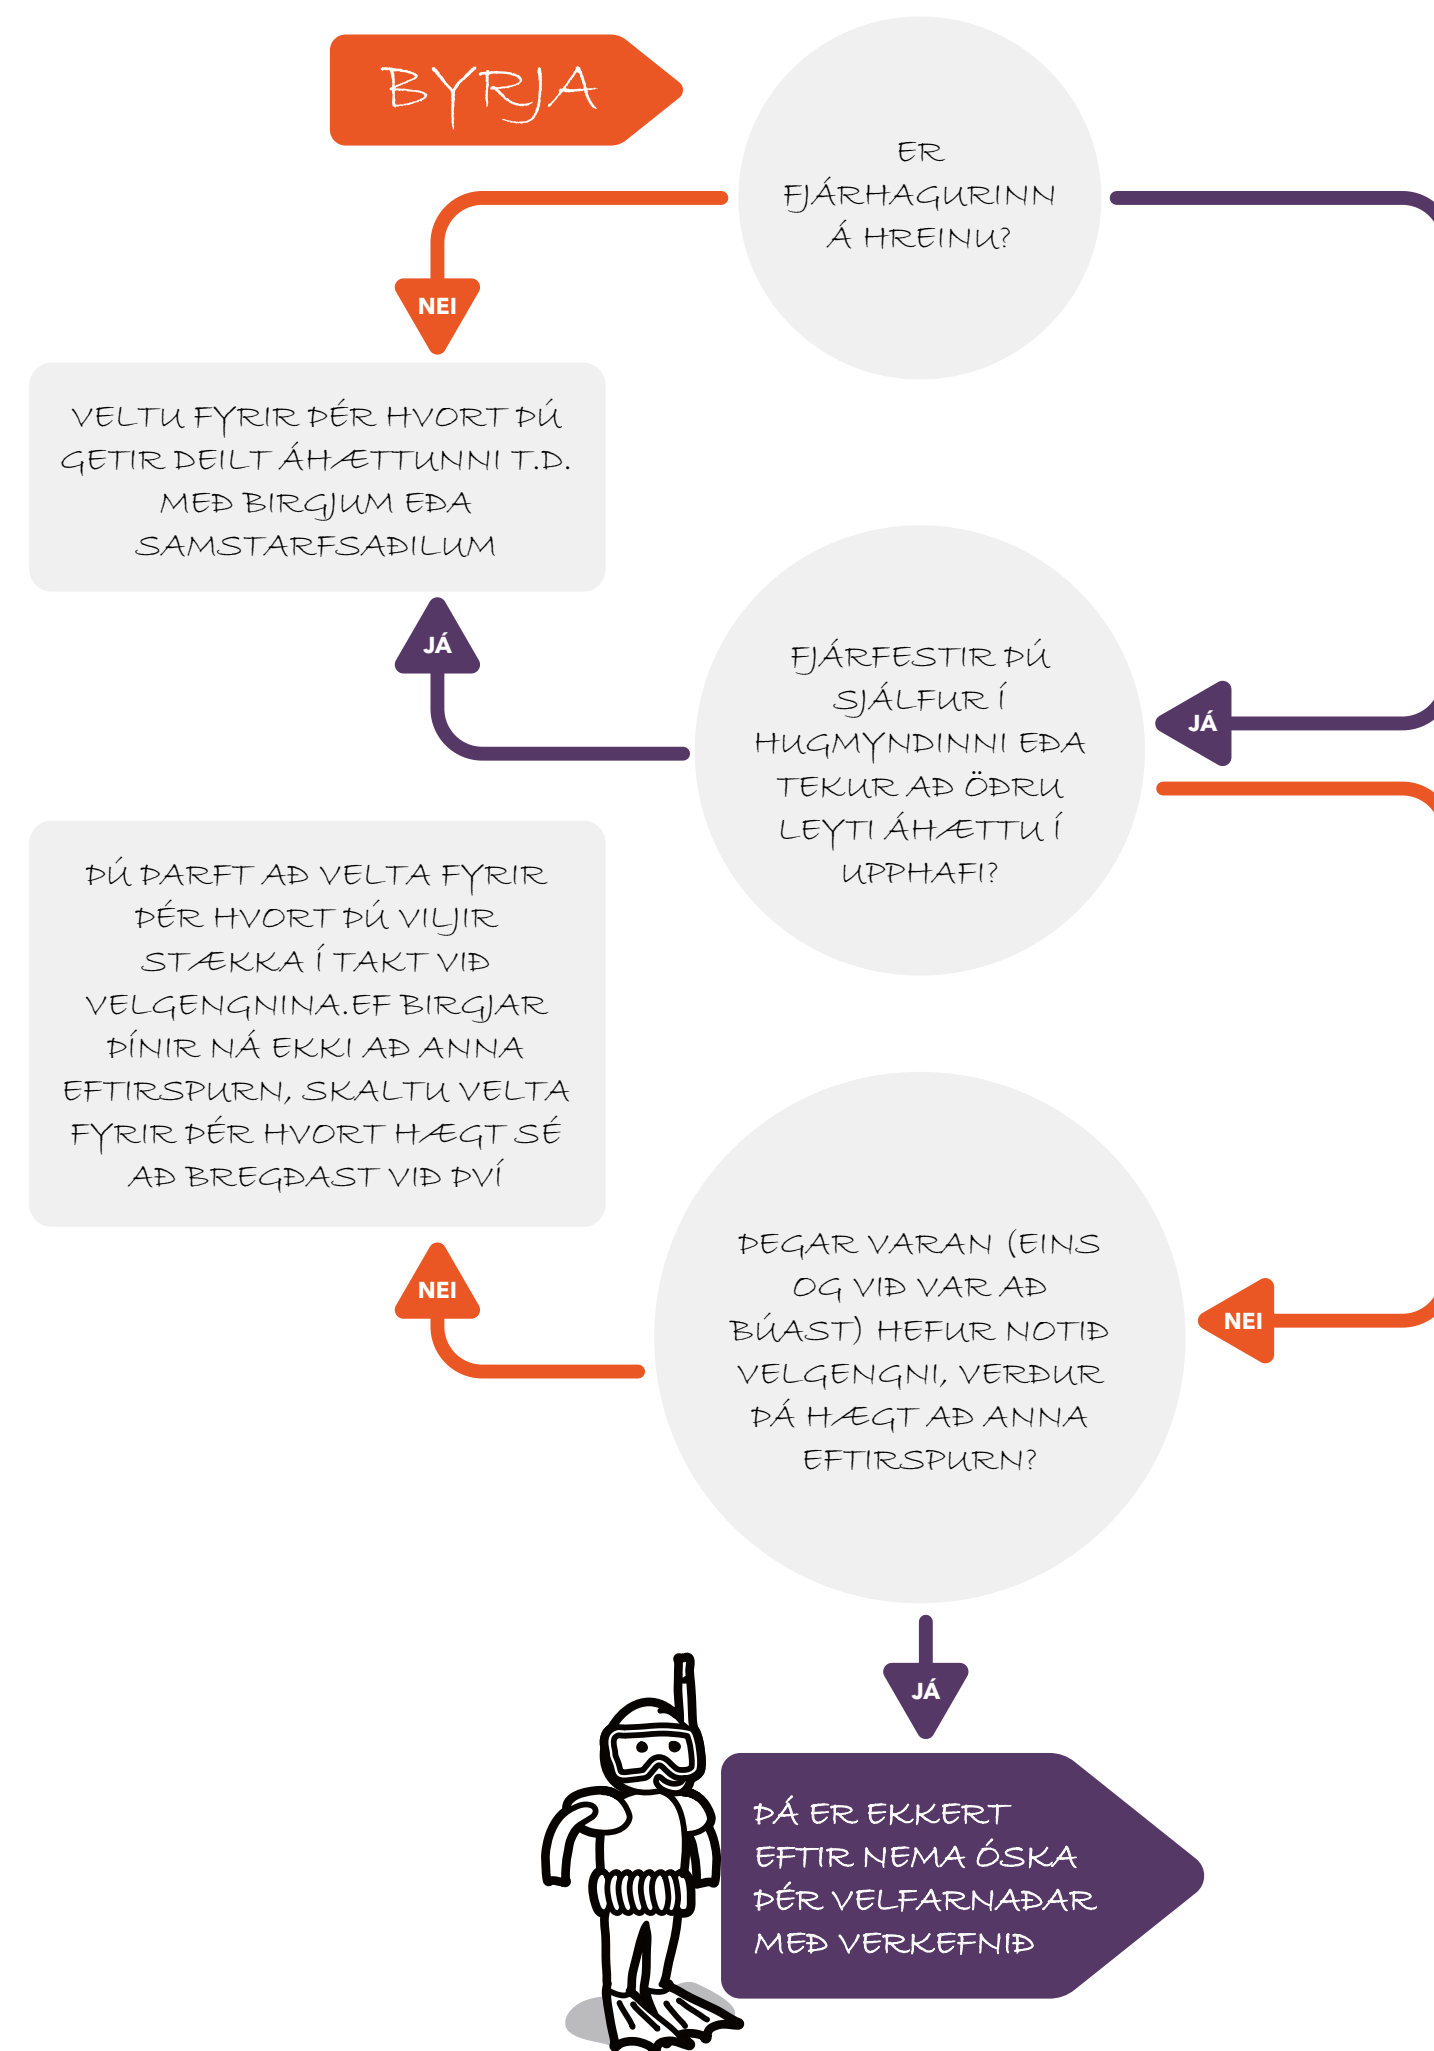 BYRJA
ER
FJÁRHAGURINN
Á HREINU?
NEI
VELTU FYRIR ÞÉR HVORT ÞÚ
GETIR DEILT ÁHÆTTUNNI T.D.
MEÐ BIRGJUM EÐA
SAMSTARFSAÐILUM
JÁ
FJÁRFESTIR ÞÚ
SJÁLFUR Í
HUGMYNDINNI EÐA
TEKUR AÐ ÖÐRU
LEYTI ÁHÆTTU Í
UPPHAFI?
JÁ
ÞÚ ÞARFT AÐ VELTA FYRIR
ÞÉR HVORT ÞÚ VILJIR
STÆKKA Í TAKT VIÐ
VELGENGNINA.EF BIRGJAR
ÞÍNIR NÁ EKKI AÐ ANNA
EFTIRSPURN, SKALTU VELTA
FYRIR ÞÉR HVORT HÆGT SÉ
AÐ BREGÐAST VIÐ ÞVÍ
NEI
ÞEGAR VARAN (EINS
OG VIÐ VAR AÐ
BÚAST) HEFUR NOTIÐ
VELGENGNI, VERÐUR
ÞÁ HÆGT AÐ ANNA
EFTIRSPURN?
NEI
JÁ
ÞÁ ER EKKERT
EFTIR NEMA ÓSKA
ÞÉR VELFARNAÐAR
MEÐ VERKEFNIÐ